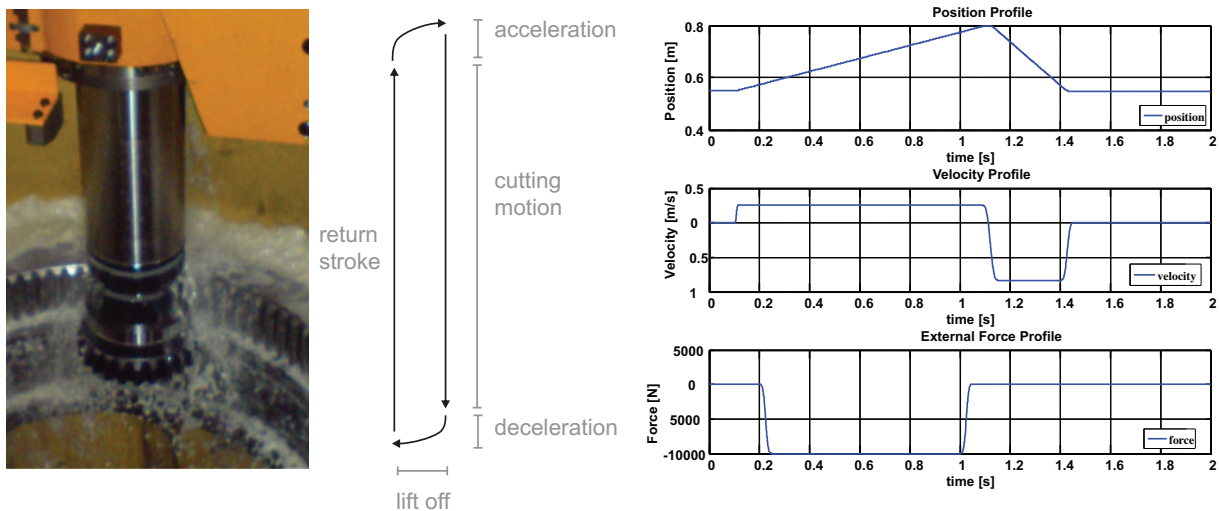 acceleration
cutting
motion
return
stroke
deceleration
lift off
Position Profile
Position [m]
0.8
0.6
0.4
position
0 0.2 0.4 0.6 0.8 1 1.2 1.4 1.6 1.8 2
time [s]
Velocity Profile
Velocity [m/s]
0.5
0
0.5
1
velocity
0 0.2 0.4 0.6 0.8 1 1.2 1.4 1.6 1.8 2
time [s]
External Force Profile
Force [N]
5000
0
5000
-10000
force
0 0.2 0.4 0.6 0.8 1 1.2 1.4 1.6 1.8 2
time [s]